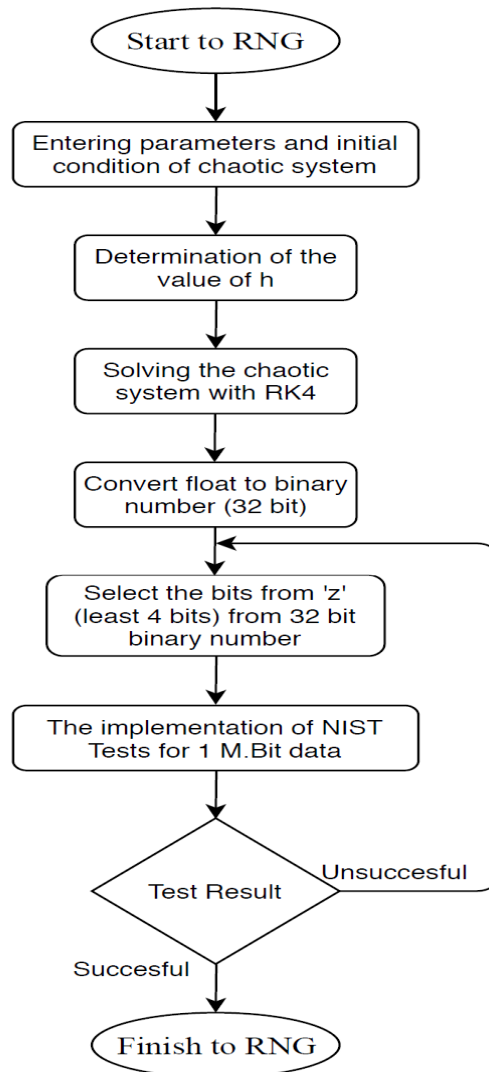 Start to RNG
Entering parameters and initial
condition of chaotic system
Determination of the
value of h
Solving the chaotic
system with RK4
Convert float to binary
number (32 bit)
Select the bits from 'z'
(least 4 bits) from 32 bit
binary number
The implementation of NIST
Tests for 1 M.Bit data
Test Result
Unsuccesful
Succesful
Finish to RNG